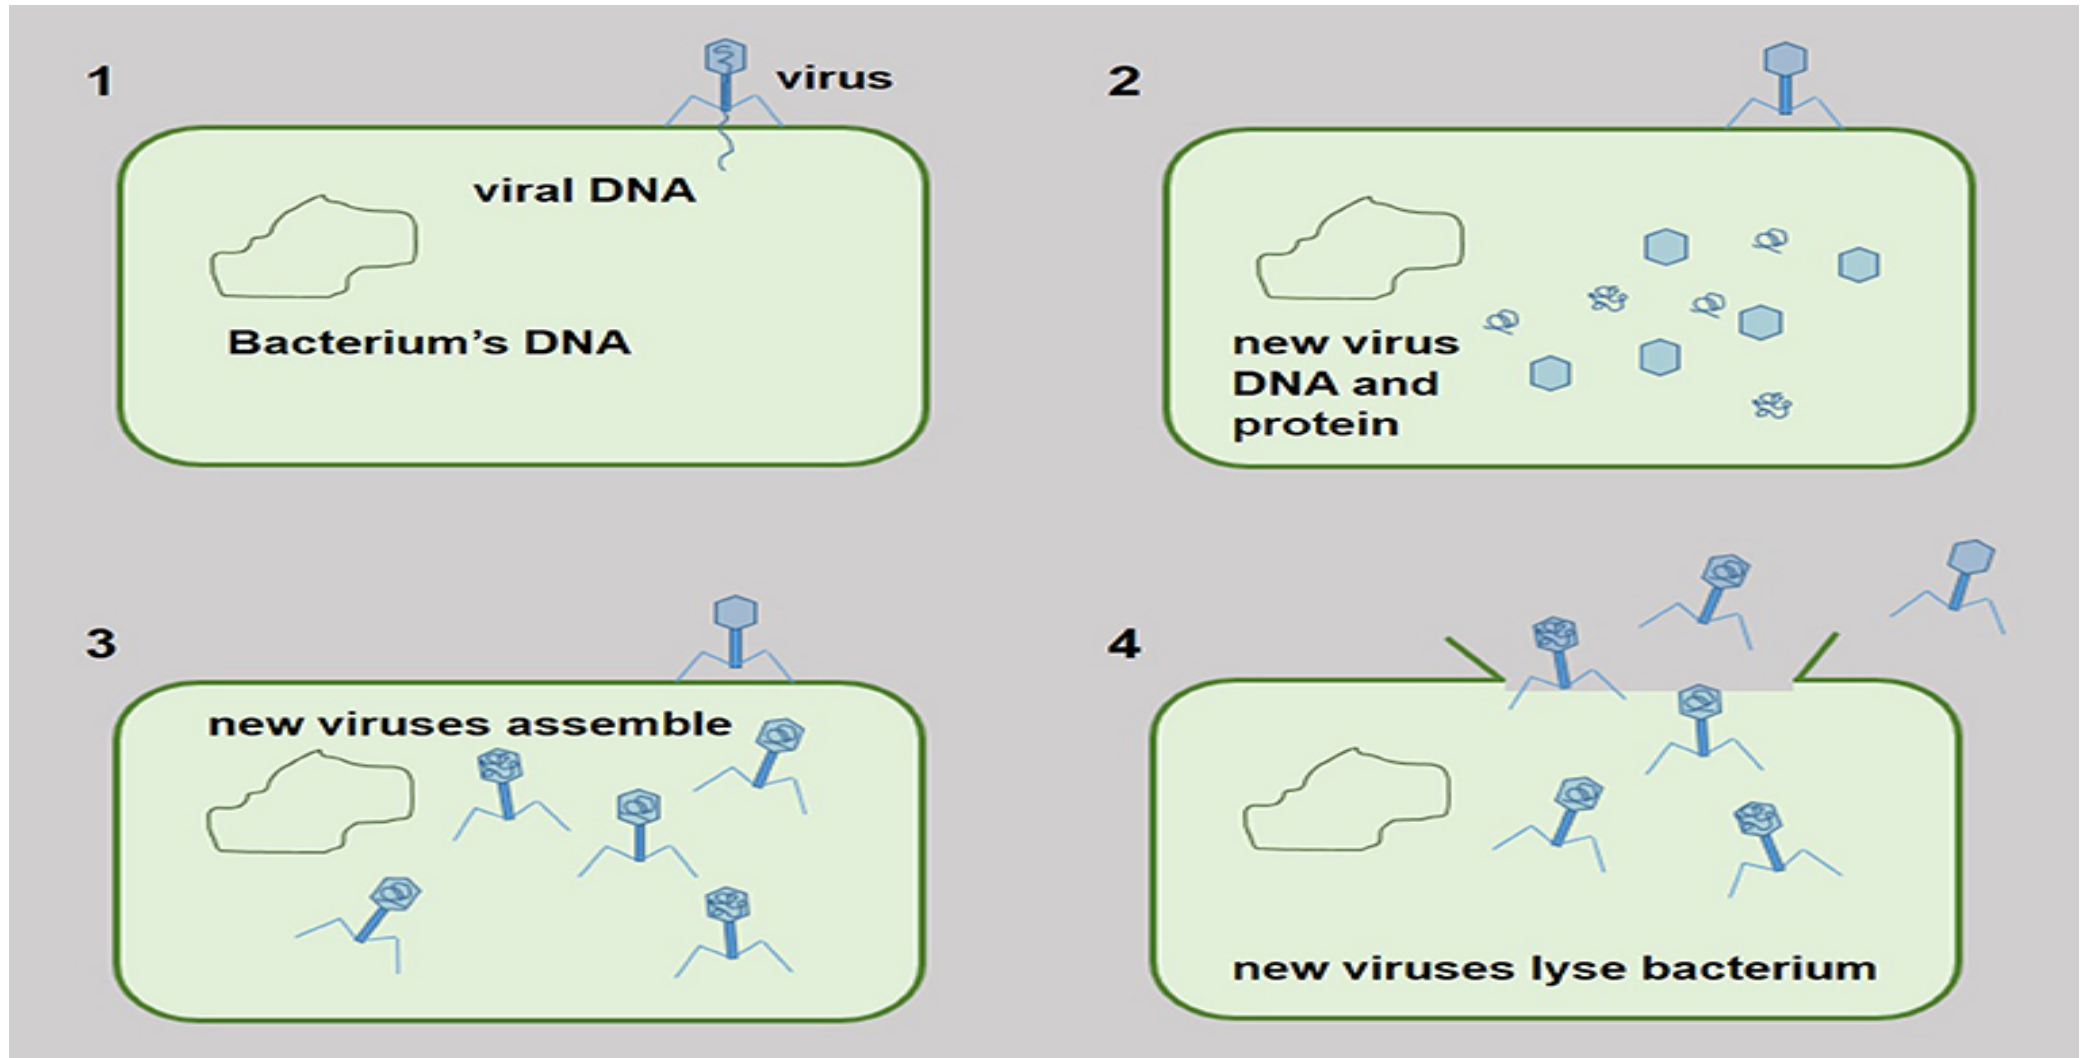 1
virus
viral DNA
Bacterium’s DNA
2
new virus
DNA and
protein
3
new viruses assemble
4
new viruses lyse bacterium